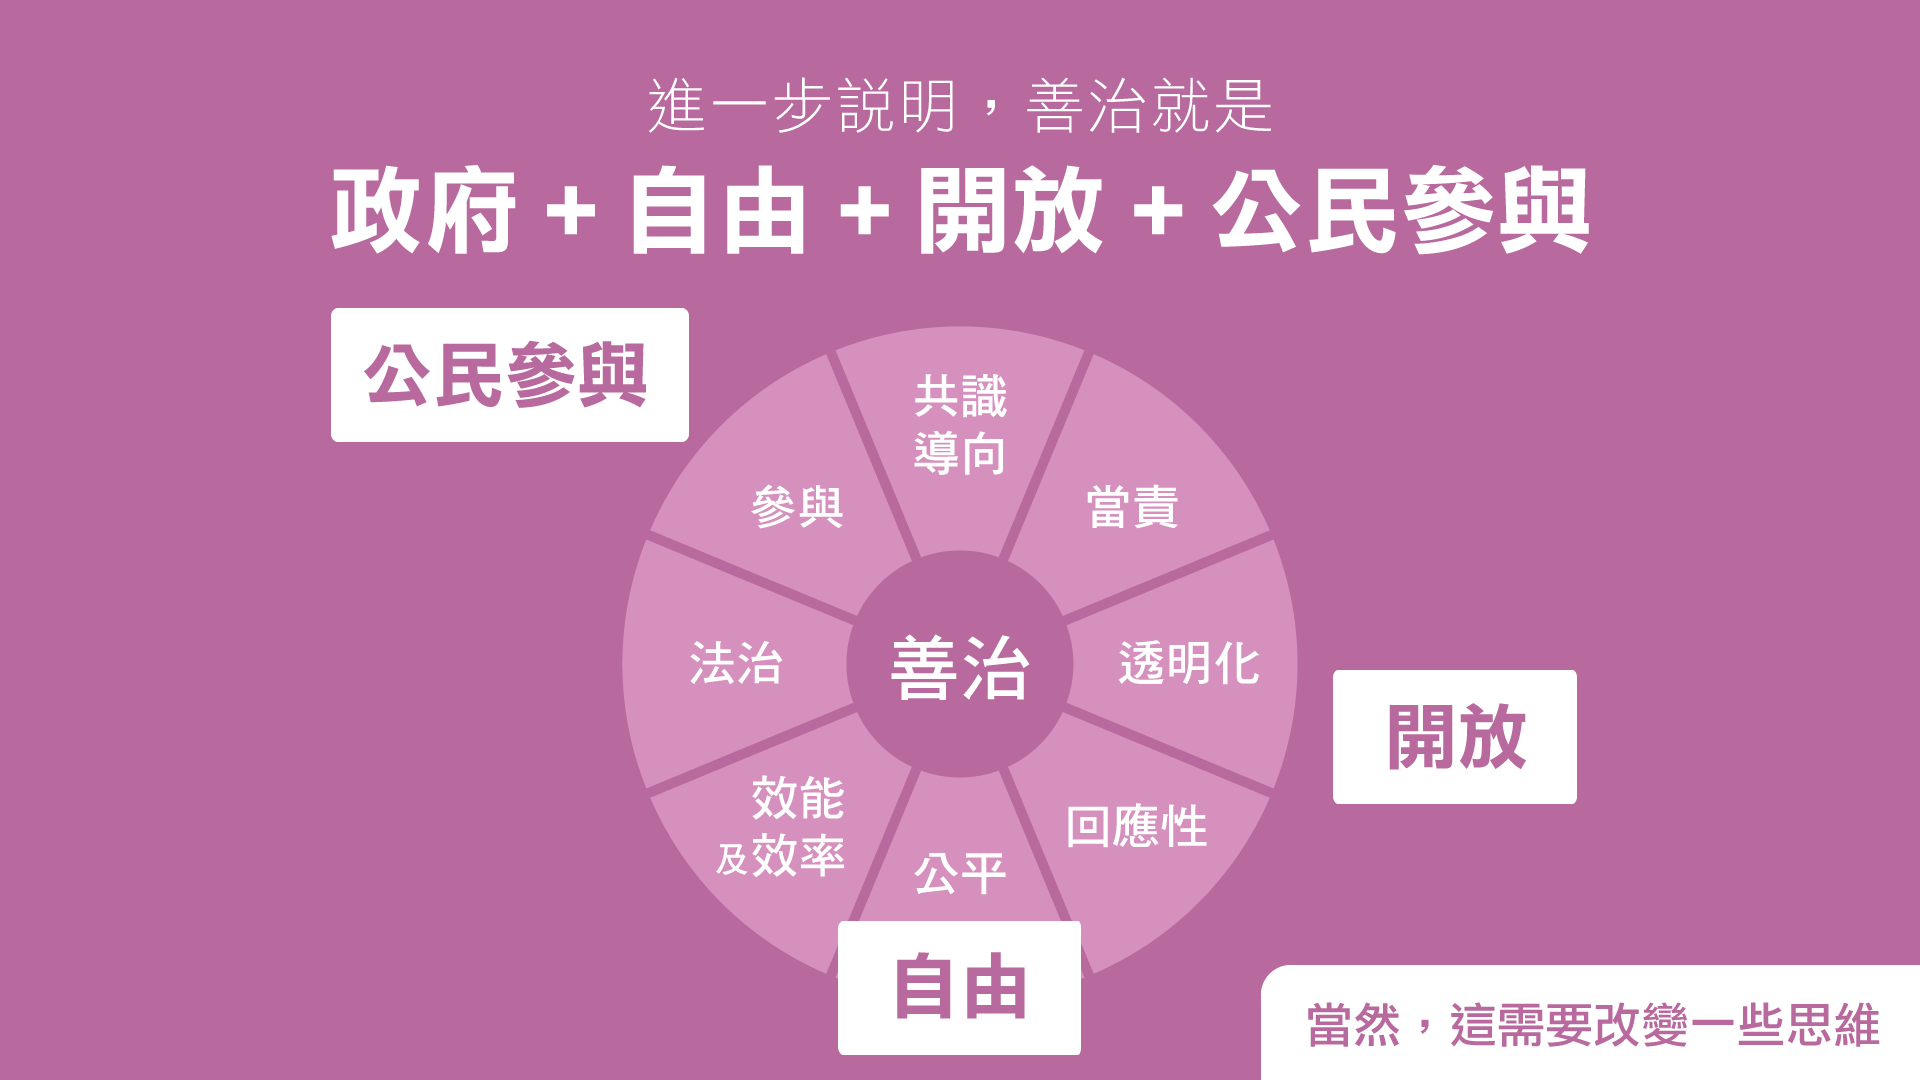 進一步説明，善治就是
政府 + 自由 + 開放 + 公民參與
公民參與
共識
導向
參與
當責
法治
善治
透明化
開放
效能
及效率
回應性
公平
自由
當然，這需要改變一些思維